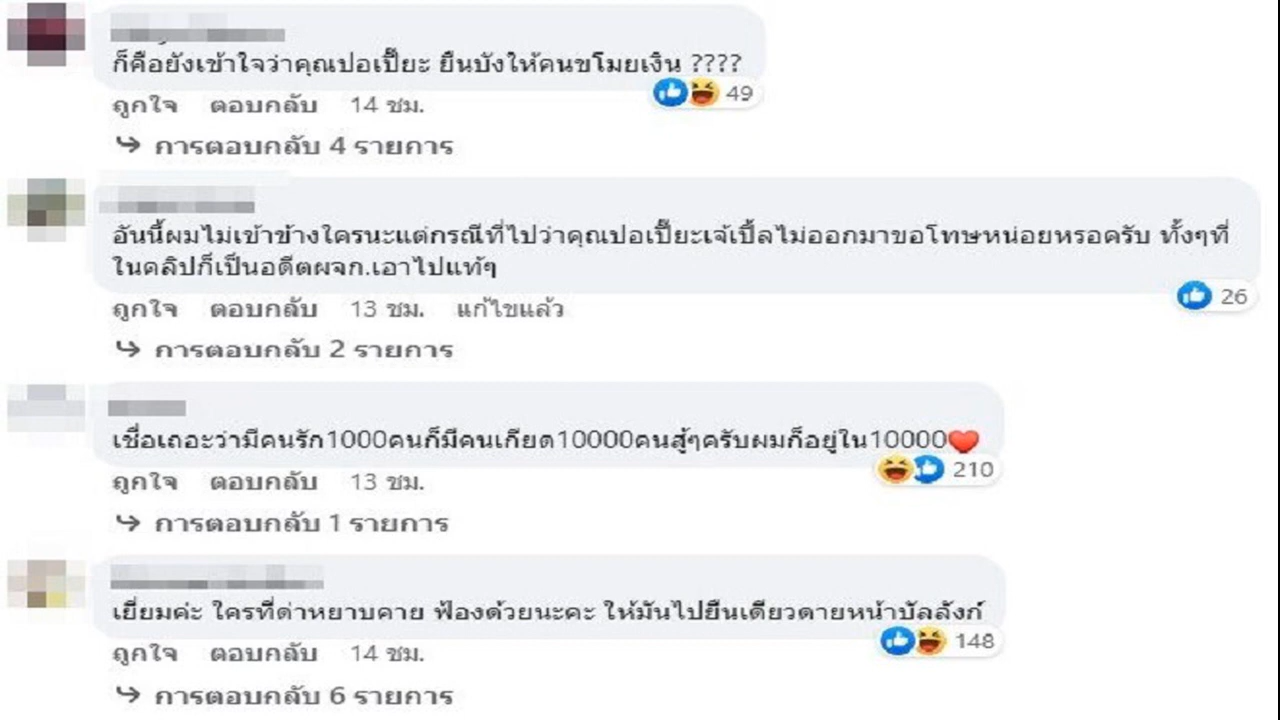 ก็คือยังเข้าใจว่าคุณปอเปี๊ยะ ยืนบังให้คนขโมยเงิน ????
49
ถูกใจ ตอบกลับ 14 ชม.
การตอบกลับ 4 รายการ
อันนี้ผมไม่เข้าข้างใครนะแต่กรณีที่ไปว่าคุณปอเปี๊ยะเจ๊เปิ้ลไม่ออกมาขอโทษหน่อยหรอครับ ทั้งๆที่
ในคลิปก็เป็นอดีตผจก.เอาไปแท้ๆ
26
ถูกใจ ตอบกลับ 13 ชม. แก้ไขแล้ว
การตอบกลับ 2 รายการ
เชื่อเถอะว่ามีคนรัก1000คนก็มีคนเกียด10000คนสู้ๆครับผมก็อยู่ใน10000❤️
210
ถูกใจ ตอบกลับ 13 ชม.
การตอบกลับ 1 รายการ
เยี่ยมค่ะ ใครที่ด่าหยาบคาย ฟ้องด้วยนะคะ ให้มันไปยืนเดียวดายหน้าบัลลังก์
148
ถูกใจ ตอบกลับ 14 ชม.
การตอบกลับ 6 รายการ